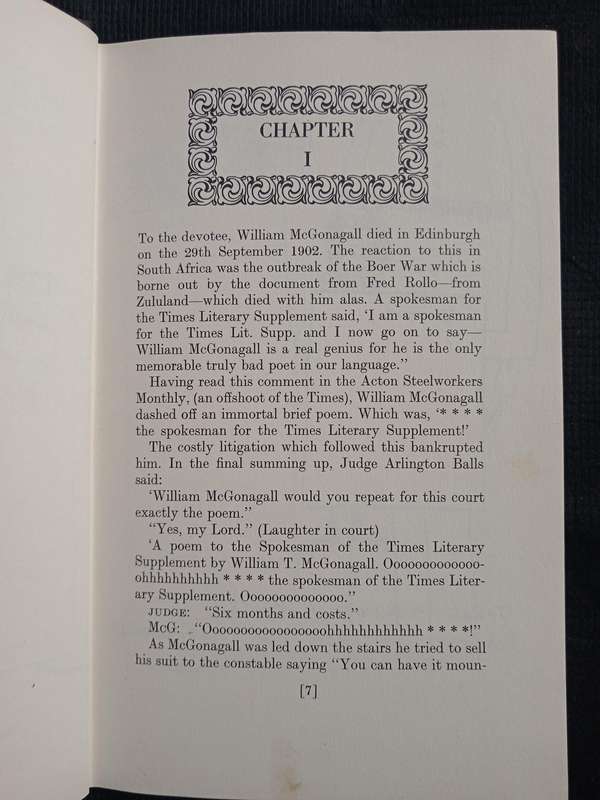 CHAPTER
I
To the devotee, William McGonagall died in Edinburgh
on the 29th September 1902. The reaction to this in
South Africa was the outbreak of the Boer War which is
borne out by the document from Fred Rollo—from
Zululand—which died with him alas. A spokesman for
the Times Literary Supplement said, ‘I am a spokesman
for the Times Lit. Supp. and I now go on to say—
William McGonagall is a real genius for he is the only
memorable truly bad poet in our language.”
Having read this comment in the Acton Steelworkers
Monthly, (an offshoot of the Times), William McGonagall
dashed off an immortal brief poem. Which was, ‘* * * *
the spokesman for the Times Literary Supplement!’
The costly litigation which followed this bankrupted
him. In the final summing up, Judge Arlington Balls
said:
‘William McGonagall would you repeat for this court
exactly the poem.”
“Yes, my Lord.” (Laughter in court)
‘A poem to the Spokesman of the Times Literary
Supplement by William T. McGonagall. Ooooooooooooo-
ohhhhhhhhhh * * * * the spokesman of the Times Liter-
ary Supplement. Oooooooooooooo.”
JUDGE: “Six months and costs.”
McG: “Oooooooooooooooohhhhhhhhhhhh * * * *!”
As McGonagall was led down the stairs he tried to sell
his suit to the constable saying “You can have it moun-
[7]